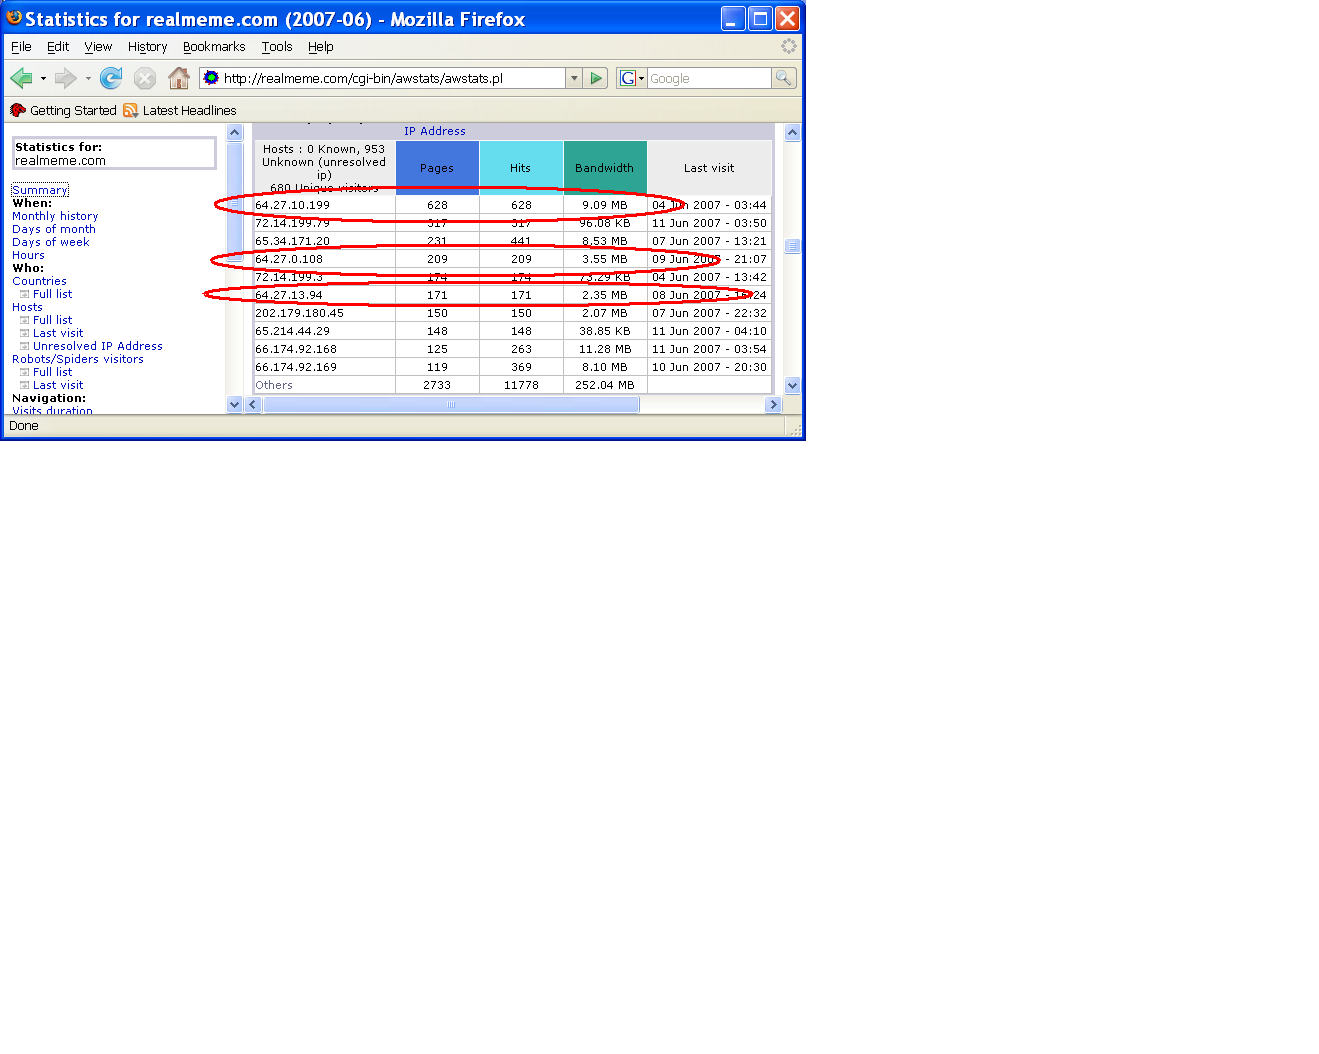 Statistics for realmeme.com (2007-06) - Mozilla Firefox
File Edit View History Bookmarks Tools Help
http://realmeme.com/cgi-bin/awstats/awstats.pl
G Google
Getting Started Latest Headlines
Statistics for:
realmeme.com
Summary
When:
Monthly history
Days of month
Days of week
Hours
Who:
Countries
Full list
Hosts
Full list
Last visit
Unresolved IP Address
Robots/Spiders visitors
Full list
Last visit
Navigation:
Visits duration
IP Address
Hosts : 0 Known, 953
Unknown (unresolved
ip)
680 Unique visitors
Pages Hits Bandwidth Last visit
64.27.10.199 628 628 9.09 MB 04 Jun 2007 - 03:44
72.14.199.79 317 317 96.08 KB 11 Jun 2007 - 03:50
65.34.171.20 231 441 8.53 MB 07 Jun 2007 - 13:21
64.27.0.108 209 209 3.55 MB 09 Jun 2007 - 21:07
72.14.199.3 174 174 73.29 KB 04 Jun 2007 - 13:42
64.27.13.94 171 171 2.35 MB 08 Jun 2007 -
202.179.180.45 150 150 2.07 MB 07 Jun 2007 - 22:32
65.214.44.29 148 148 38.85 KB 11 Jun 2007 - 04:10
66.174.92.168 125 263 11.28 MB 11 Jun 2007 - 03:54
66.174.92.169 119 369 8.10 MB 10 Jun 2007 - 20:30
Others 2733 11778 252.04 MB
Done